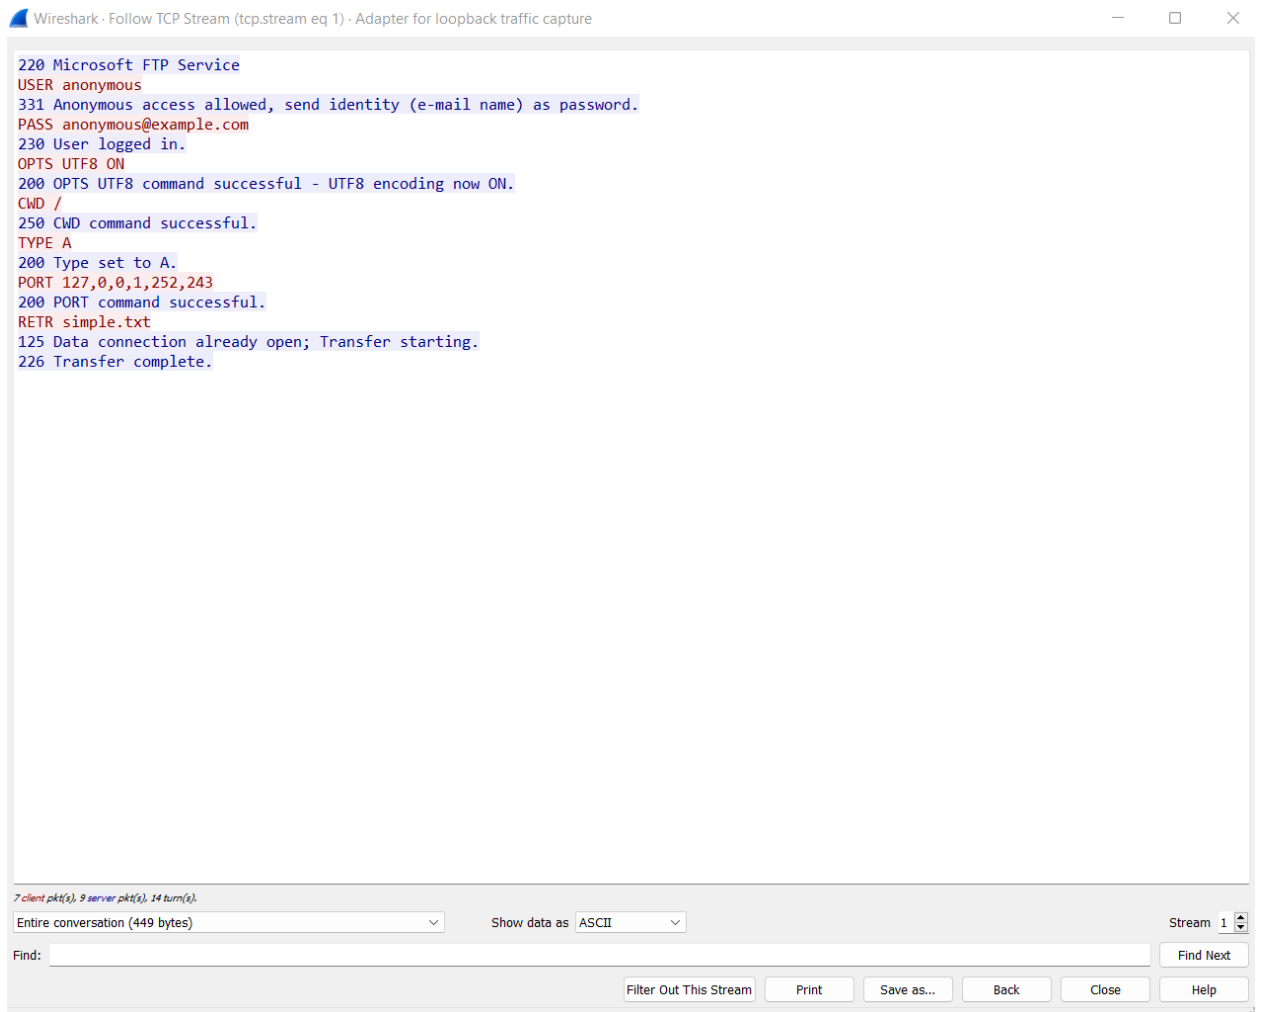 Wireshark · Follow TCP Stream (tcp.stream eq 1) · Adapter for loopback traffic capture
220 Microsoft FTP Service
USER anonymous
331 Anonymous access allowed, send identity (e-mail name) as password.
PASS anonymous@example.com
230 User logged in.
OPTS UTF8 ON
200 OPTS UTF8 command successful - UTF8 encoding now ON.
CWD /
250 CWD command successful.
TYPE A
200 Type set to A.
PORT 127,0,0,1,252,243
200 PORT command successful.
RETR simple.txt
125 Data connection already open; Transfer starting.
226 Transfer complete.
7 client pkt(s), 9 server pkt(s), 14 turn(s).
Entire conversation (449 bytes) Show data as ASCII Stream 1
Find: Find Next
Filter Out This Stream Print Save as... Back Close Help